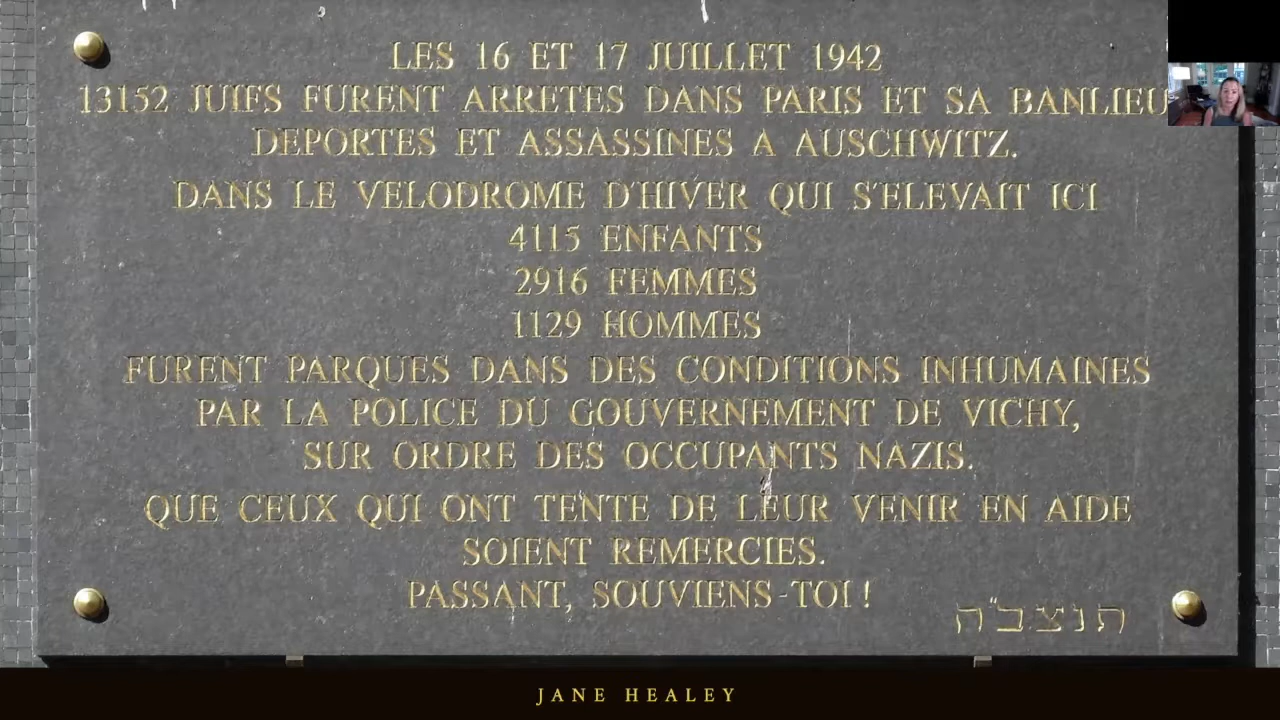 LES 16 ET 17 JUILLET 1942
13152 JUIFS FURENT ARRETES DANS PARIS ET SA BANLIEU
DEPORTES ET ASSASSINES A AUSCHWITZ.
DANS LE VELODROME D'HIVER QUI S'ELEVAIT ICI
4115 ENFANTS
2916 FEMMES
1129 HOMMES
FURENT PARQUES DANS DES CONDITIONS INHUMAINES
PAR LA POLICE DU GOUVERNEMENT DE VICHY,
SUR ORDRE DES OCCUPANTS NAZIS.
QUE CEUX QUI ONT TENTE DE LEUR VENIR EN AIDE
SOIENT REMERCIES.
PASSANT, SOUVIENS-TOI !
תנצב"ה
JANE HEALEY